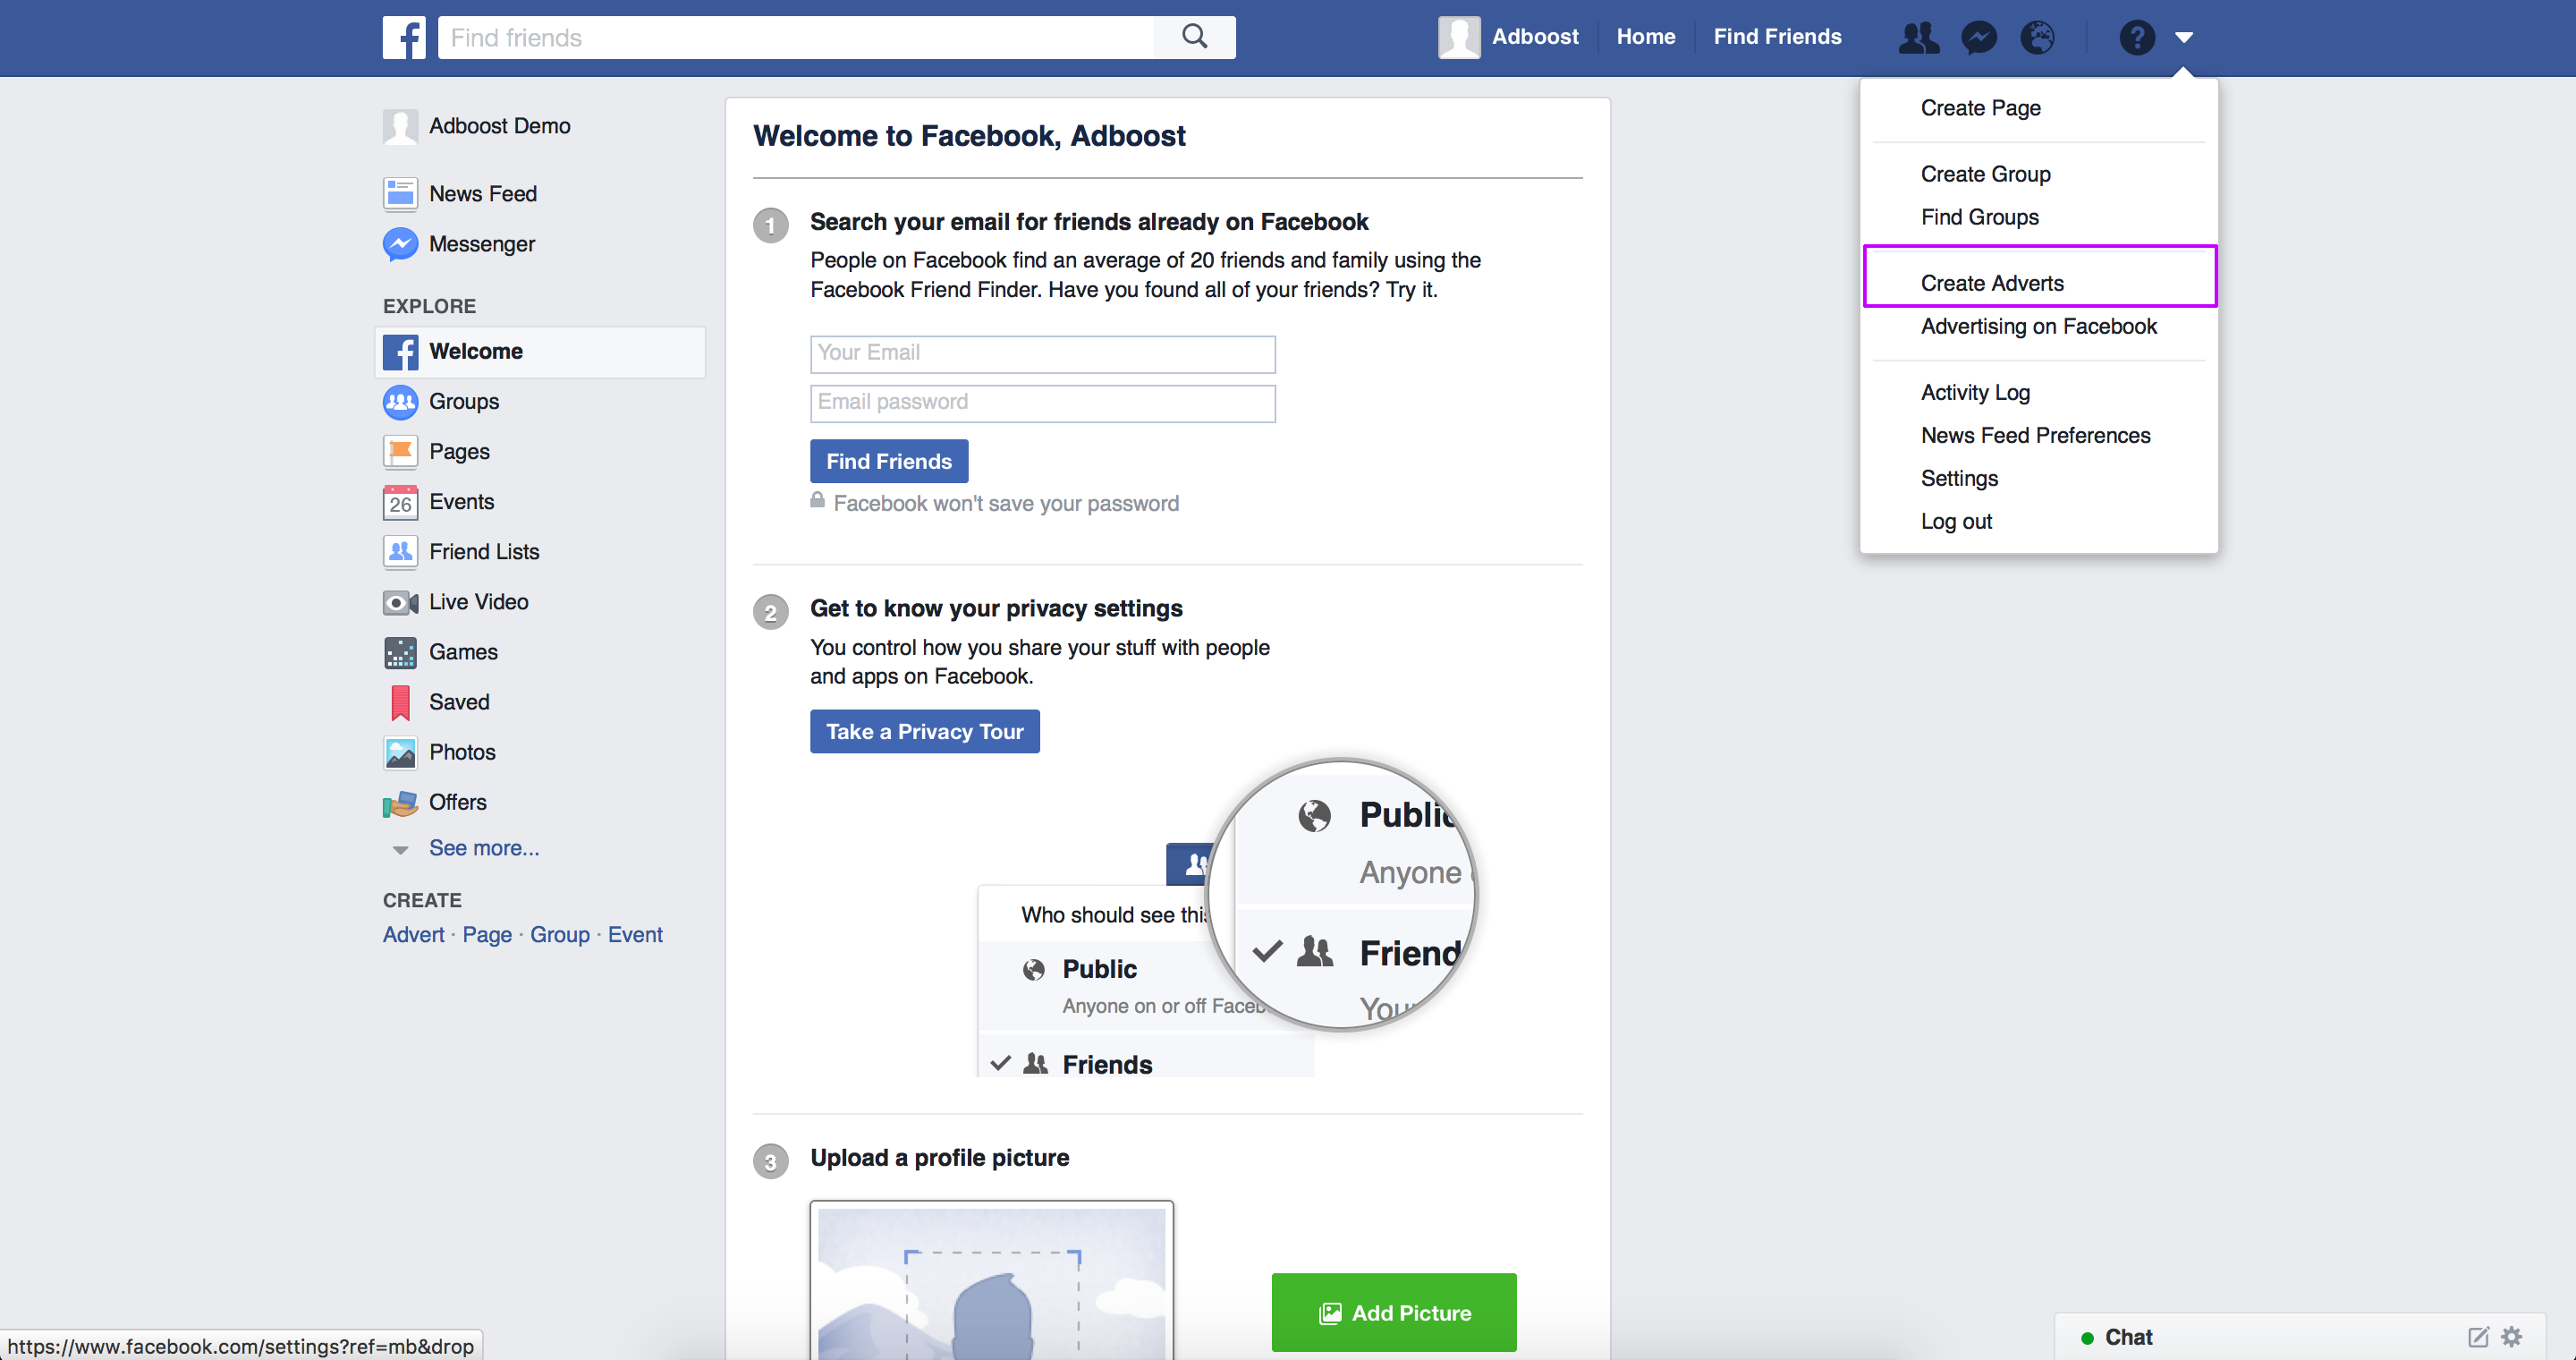 Find friends
Adboost
Home
Find Friends
Create Page
Create Group
Find Groups
Create Adverts
Advertising on Facebook
Activity Log
News Feed Preferences
Settings
Log out
Adboost Demo
News Feed
Messenger
EXPLORE
Welcome
Groups
Pages
26
Events
Friend Lists
Live Video
Games
Saved
Photos
Offers
See more...
CREATE
Advert · Page · Group · Event
Welcome to Facebook, Adboost
1
Search your email for friends already on Facebook
People on Facebook find an average of 20 friends and family using the
Facebook Friend Finder. Have you found all of your friends? Try it.
Your Email
Email password
Find Friends
Facebook won't save your password
2
Get to know your privacy settings
You control how you share your stuff with people
and apps on Facebook.
Take a Privacy Tour
Who should see this
Public
Anyone on or off Faceb
Friends
Public
Anyone
Friend
You
3
Upload a profile picture
Add Picture
Chat
https://www.facebook.com/settings?ref=mb&drop